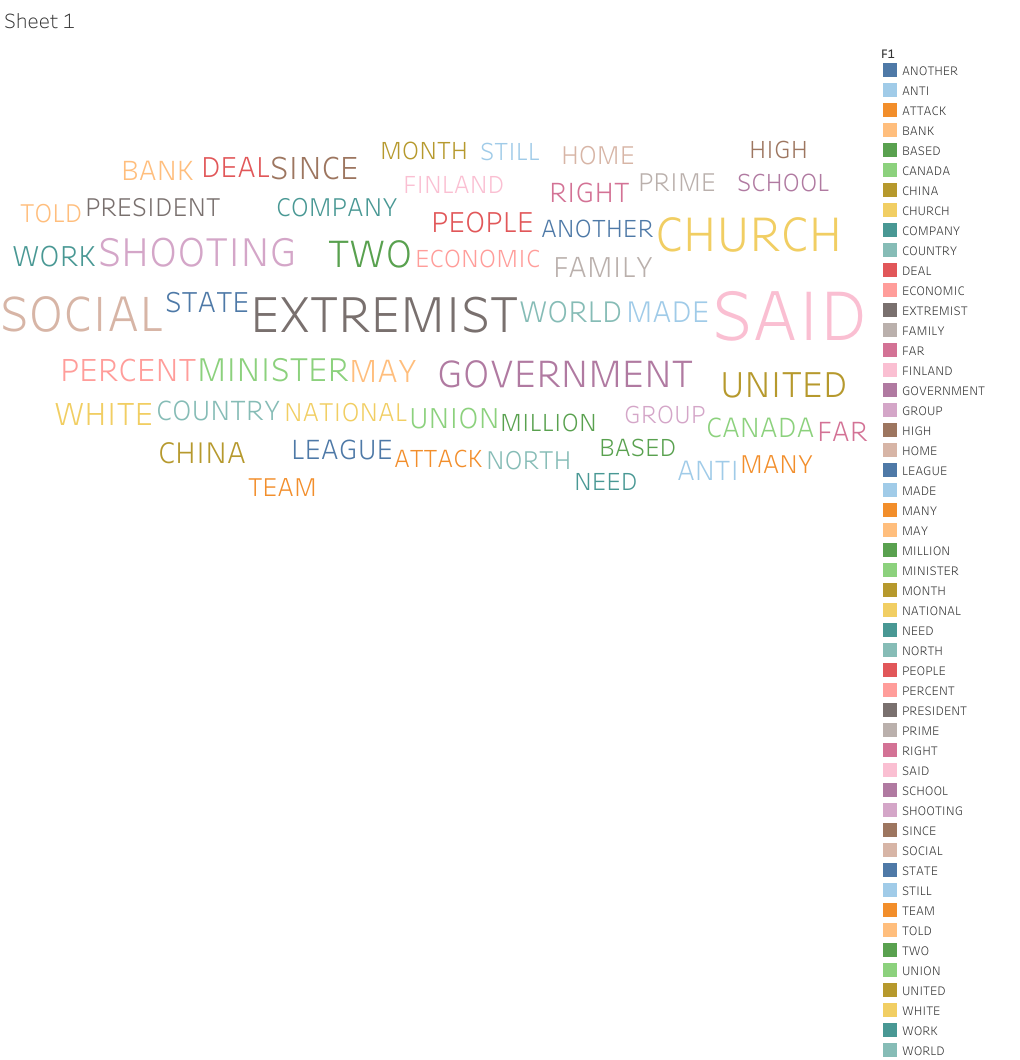 Sheet 1
MONTH STILL HOME HIGH
BANK DEAL SINCE
FINLAND RIGHT PRIME SCHOOL
TOLD PRESIDENT COMPANY PEOPLE ANOTHER CHURCH
WORK SHOOTING TWO ECONOMIC FAMILY
SOCIAL STATE EXTREMIST WORLD MADE SAID
PERCENT MINISTER MAY GOVERNMENT UNITED
WHITE COUNTRY NATIONAL UNION MILLION GROUP CANADA FAR
CHINA LEAGUE ATTACK NORTH BASED ANTI MANY
TEAM NEED
F1
ANOTHER
ANTI
ATTACK
BANK
BASED
CANADA
CHINA
CHURCH
COMPANY
COUNTRY
DEAL
ECONOMIC
EXTREMIST
FAMILY
FAR
FINLAND
GOVERNMENT
GROUP
HIGH
HOME
LEAGUE
MADE
MANY
MAY
MILLION
MINISTER
MONTH
NATIONAL
NEED
NORTH
PEOPLE
PERCENT
PRESIDENT
PRIME
RIGHT
SAID
SCHOOL
SHOOTING
SINCE
SOCIAL
STATE
STILL
TEAM
TOLD
TWO
UNION
UNITED
WHITE
WORK
WORLD